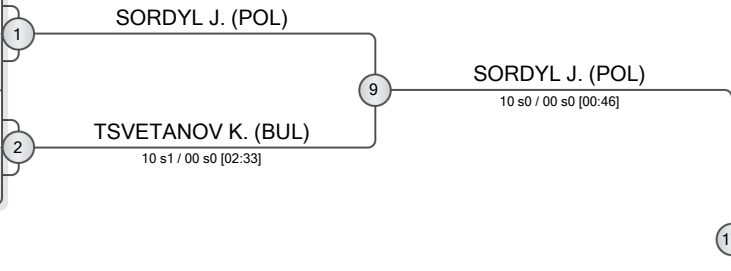 SORDYL J. (POL)
1
9
SORDYL J. (POL)
10 s0 / 00 s0 [00:46]
2
TSVETANOV K. (BUL)
10 s1 / 00 s0 [02:33]